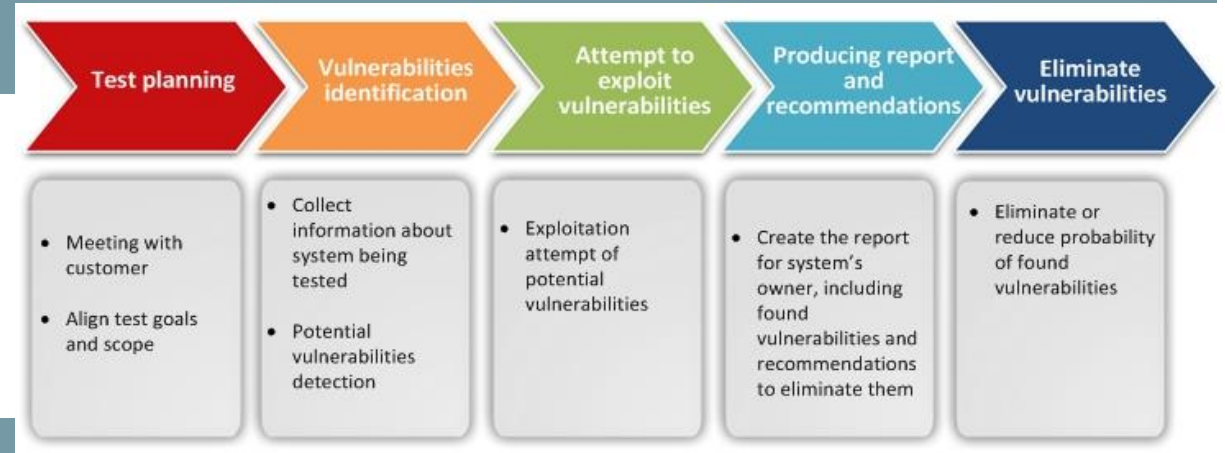 Test planning
Vulnerabilities
identification
Attempt to
exploit
vulnerabilities
Producing report
and
recommendations
Eliminate
vulnerabilities
• Meeting with
customer
• Align test goals
and scope
• Collect
information about
system being
tested
• Potential
vulnerabilities
detection
• Exploitation
attempt of
potential
vulnerabilities
• Create the report
for system's
owner, including
found
vulnerabilities and
recommendations
to eliminate them
• Eliminate or
reduce probability
of found
vulnerabilities